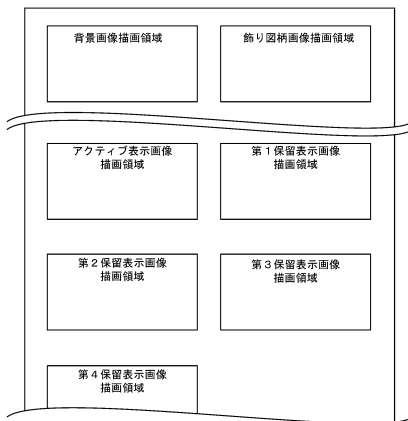 背景画像描画領域
飾り図柄画像描画領域
アクティブ表示画像
描画領域
第１保留表示画像
描画領域
第２保留表示画像
描画領域
第３保留表示画像
描画領域
第４保留表示画像
描画領域